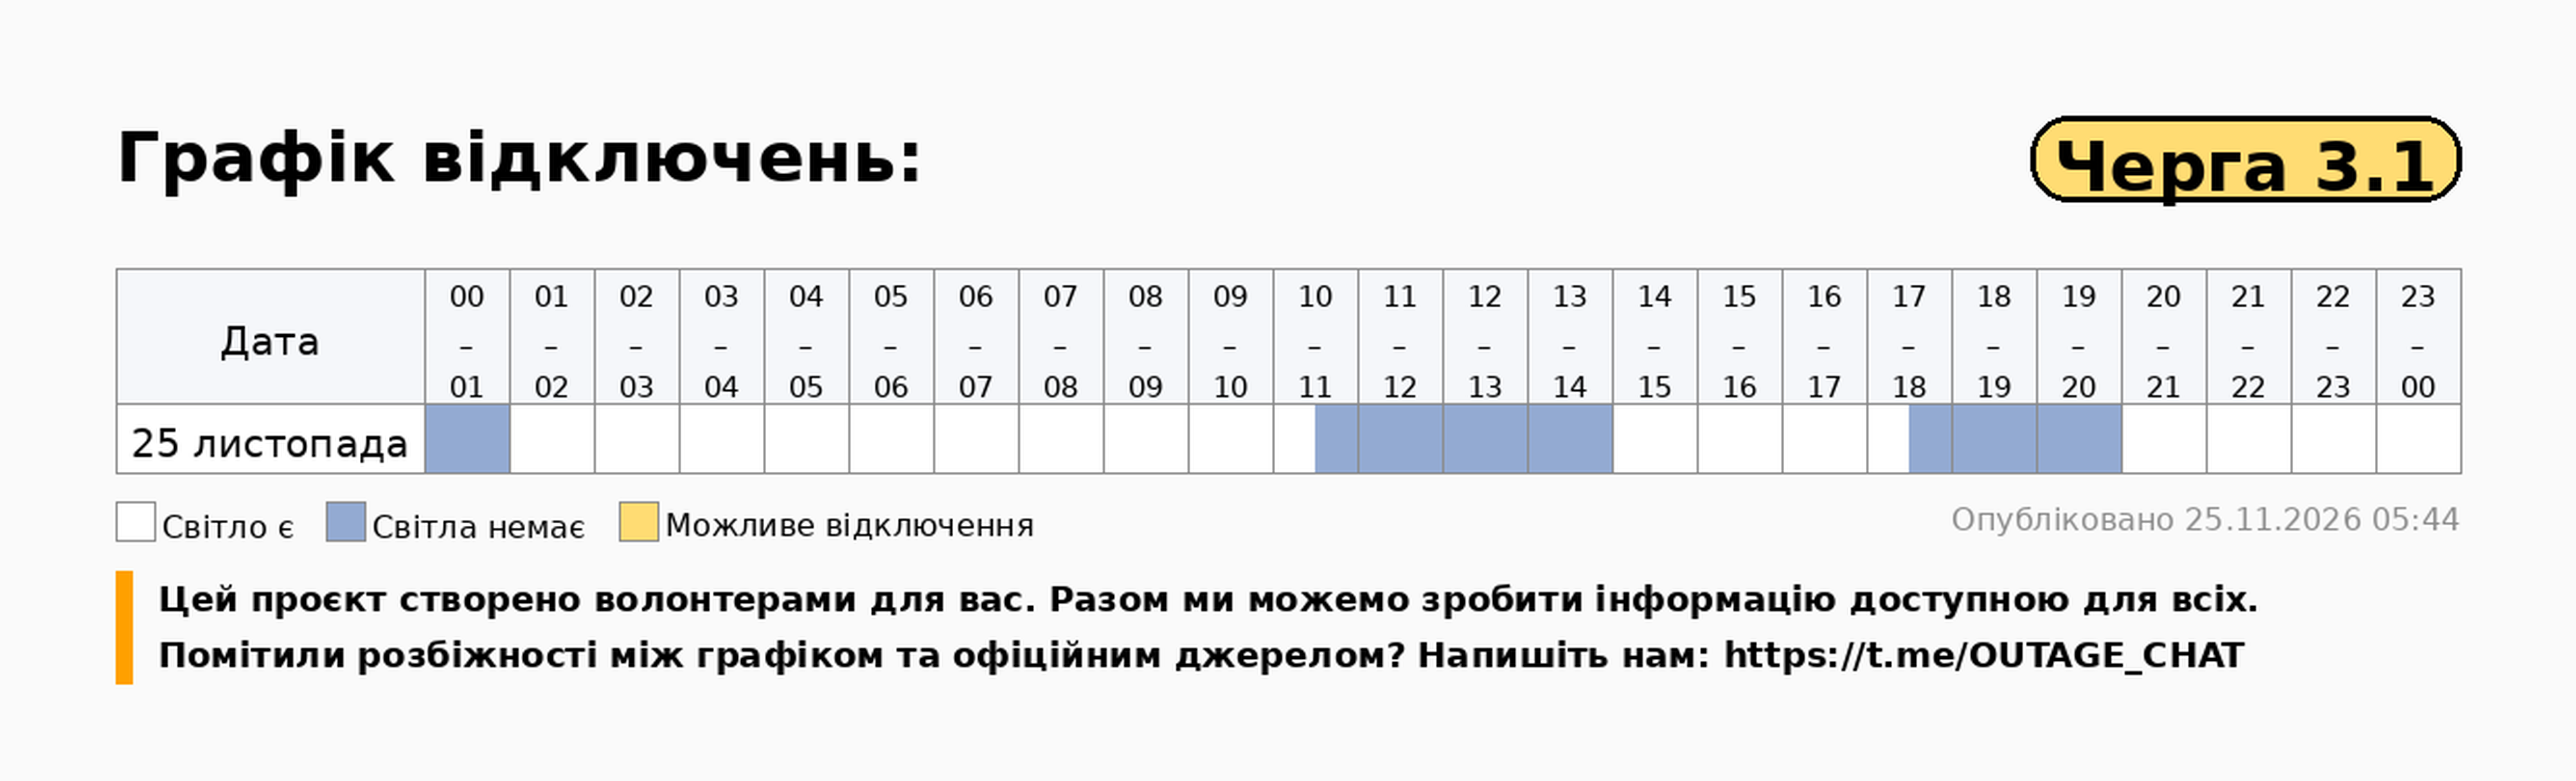 Графік відключень:
Черга 3.1
Дата 00 – 01 01 – 02 02 – 03 03 – 04 04 – 05 05 – 06 06 – 07 07 – 08 08 – 09 09 – 10 10 – 11 11 – 12 12 – 13 13 – 14 14 – 15 15 – 16 16 – 17 17 – 18 18 – 19 19 – 20 20 – 21 21 – 22 22 – 23 23 – 00
25 листопада
Світло є Світла немає Можливе відключення
Опубліковано 25.11.2026 05:44
Цей проєкт створено волонтерами для вас. Разом ми можемо зробити інформацію доступною для всіх.
Помітили розбіжності між графіком та офіційним джерелом? Напишіть нам: https://t.me/OUTAGE_CHAT